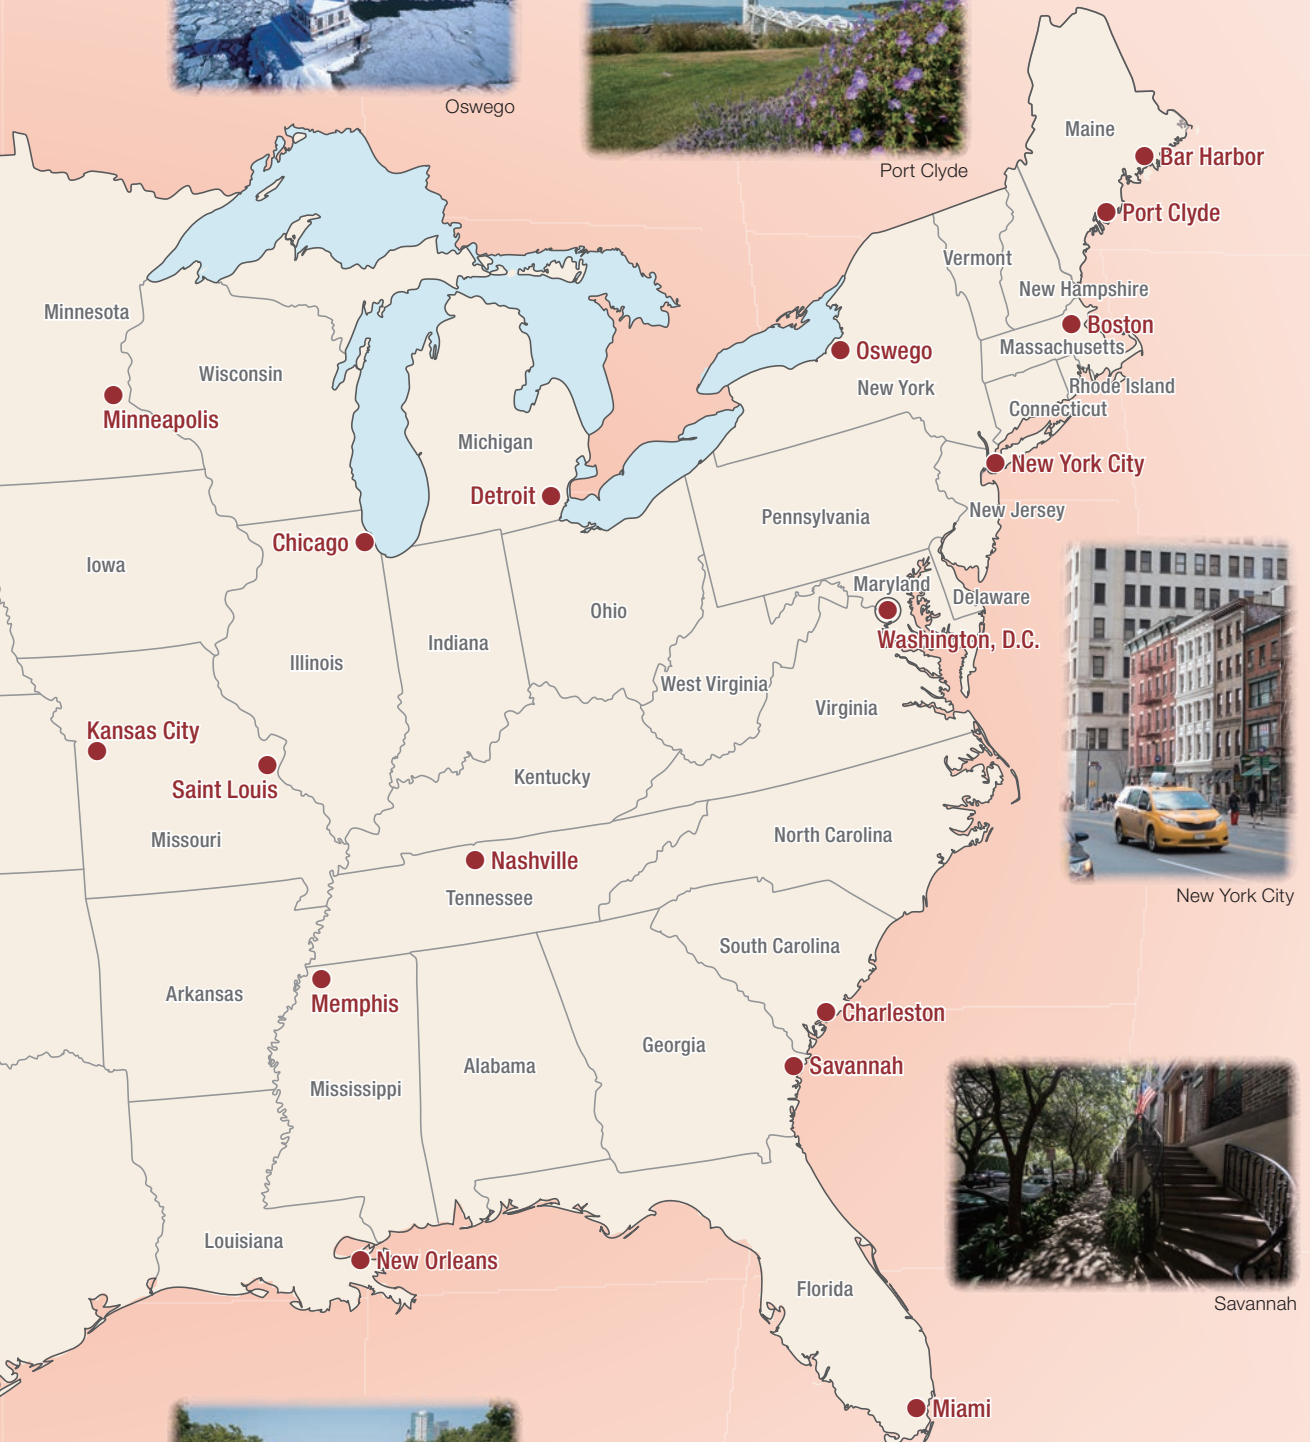 Oswego
Port Clyde
Maine
Bar Harbor
Port Clyde
Vermont
New Hampshire
Minnesota
Boston
Massachusetts
Oswego
Wisconsin
New York
Rhode Island
Connecticut
Minneapolis
Michigan
New York City
Detroit
Pennsylvania
New Jersey
Chicago
Iowa
Maryland
Delaware
Ohio
Washington, D.C.
Indiana
Illinois
West Virginia
Virginia
Kansas City
Kentucky
Saint Louis
Missouri
North Carolina
Nashville
Tennessee
New York City
South Carolina
Arkansas
Memphis
Charleston
Georgia
Savannah
Alabama
Mississippi
Louisiana
New Orleans
Florida
Savannah
Miami